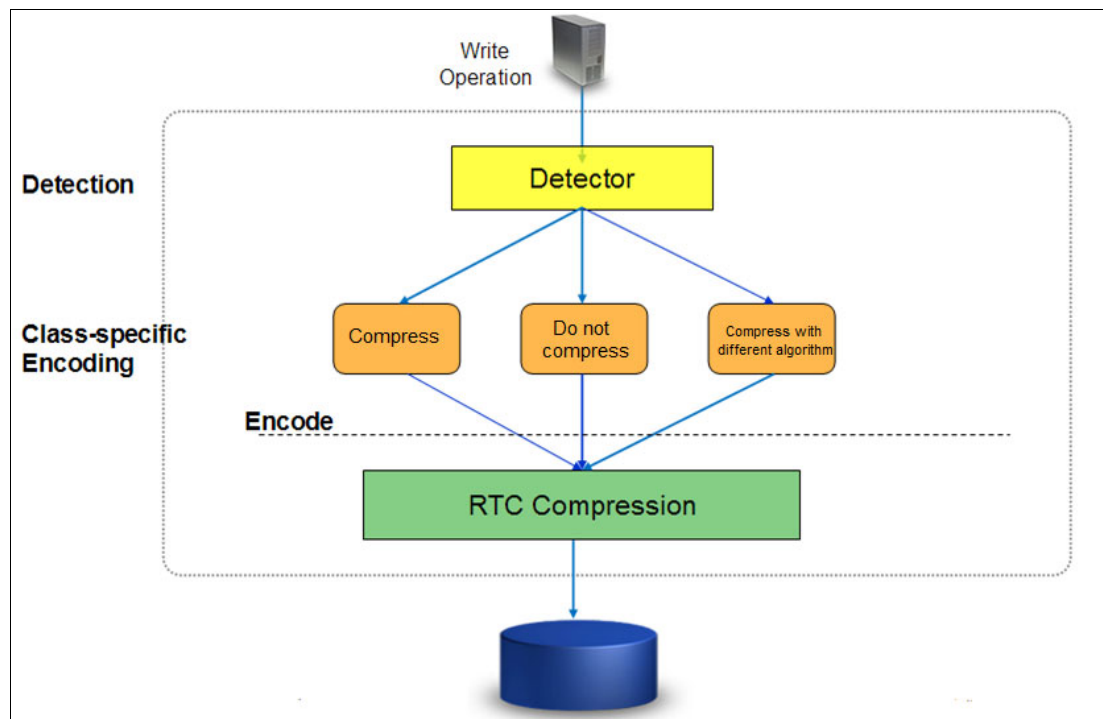 Write
Operation
Detection
Detector
Class-specific
Encoding
Compress
Do not
compress
Compress with
different algorithm
Encode
RTC Compression